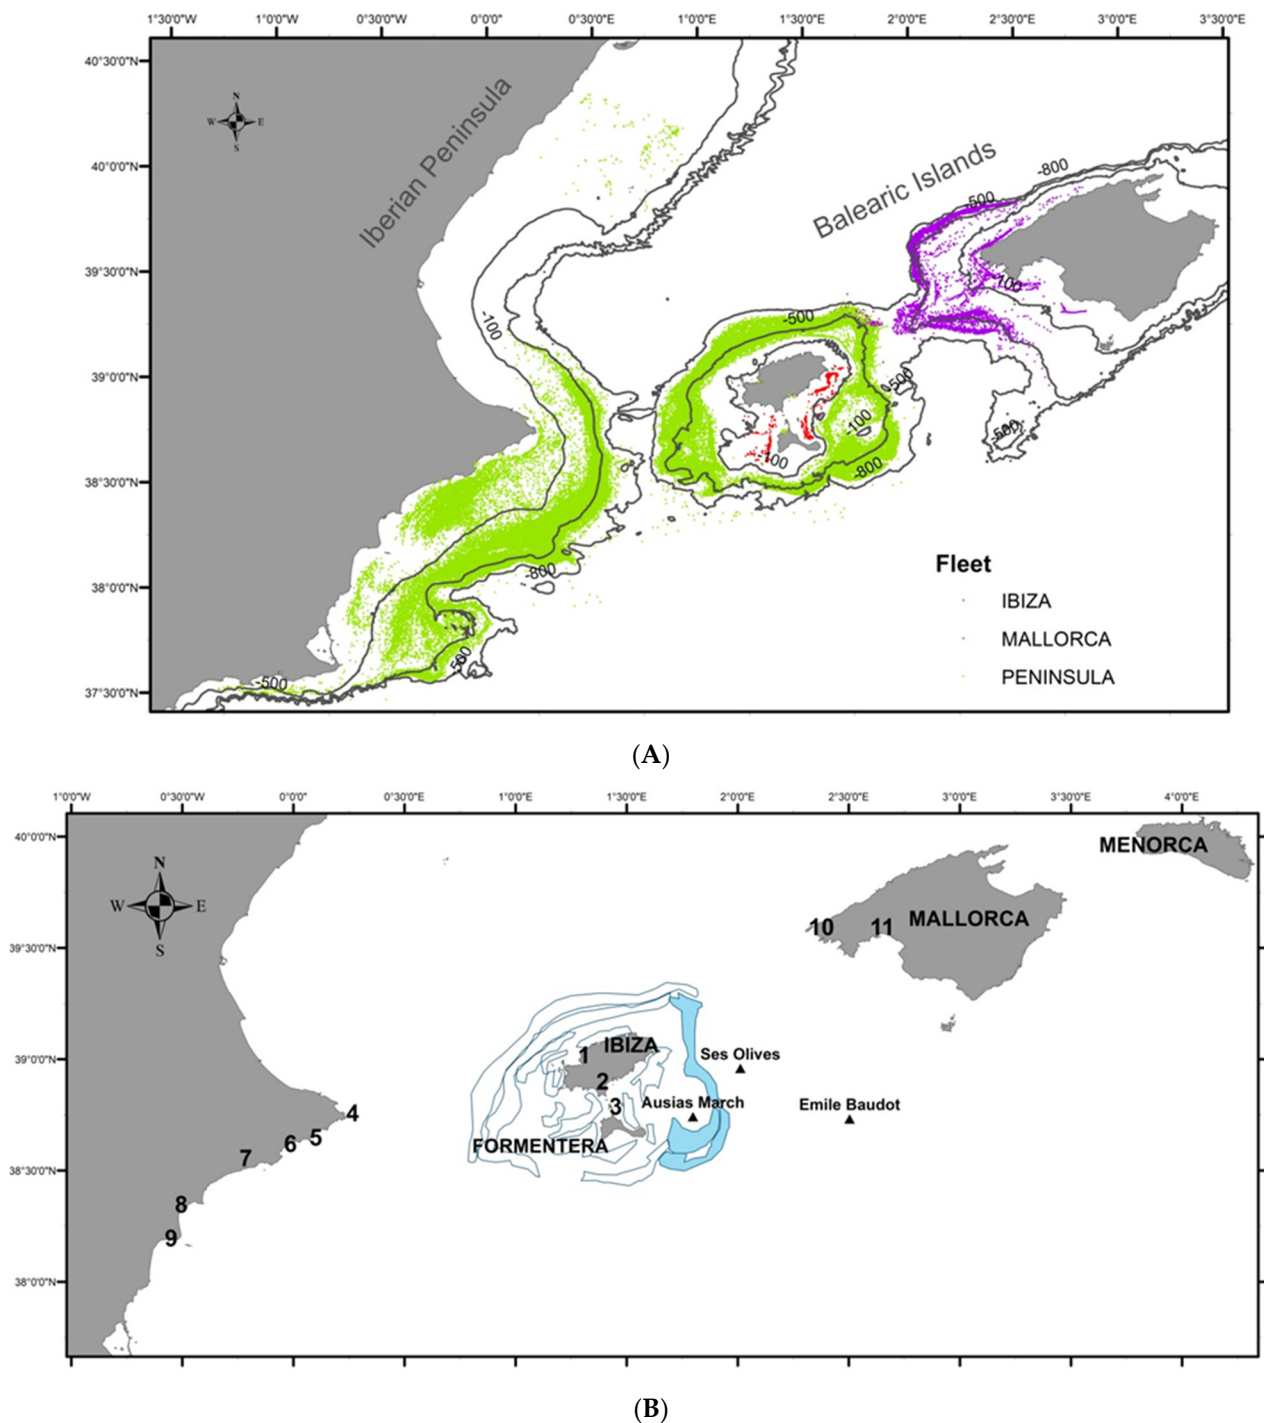 1°30'0"W 1°0'0"W 0°30'0"W 0°0'0" 0°30'0"E 1°0'0"E 1°30'0"E 2°0'0"E 2°30'0"E 3°0'0"E 3°30'0"E
40°30'0"N
N
W E
S
Iberian Peninsula
40°0'0"N
Balearic Islands
-800
-500
39°30'0"N
-100
-100
-500
39°0'0"N
-500
-100
-500
-100
-800
38°30'0"N
Fleet
-800
38°0'0"N
IBIZA
MALLORCA
-500
-500
PENINSULA
37°30'0"N
(A)
1°0'0"W 0°30'0"W 0°0'0" 0°30'0"E 1°0'0"E 1°30'0"E 2°0'0"E 2°30'0"E 3°0'0"E 3°30'0"E 4°0'0"E
40°0'0"N
MENORCA
N
W E
S
10 11 MALLORCA
39°30'0"N
1 IBIZA
39°0'0"N
Ses Olives
2
3 Ausias March
Emile Baudot
4
5
6
FORMENTERA
7
38°30'0"N
8
9
38°0'0"N
(B)